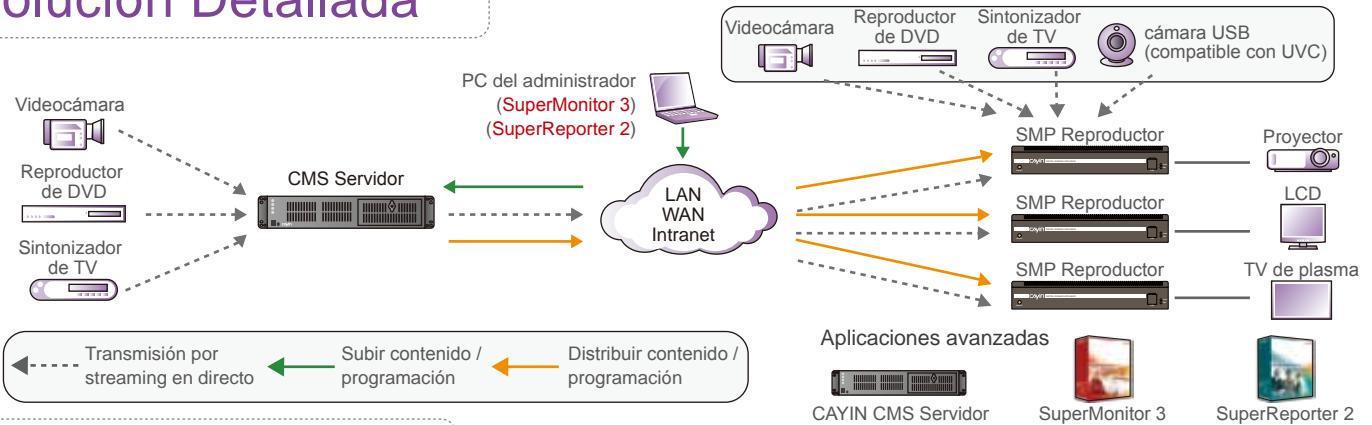 olución Detallada
Videocámara
Reproductor
de DVD
Sintonizador
de TV
CMS Servidor
PC del administrador
(SuperMonitor 3)
(SuperReporter 2)
LAN
WAN
Intranet
Videocámara
Reproductor
de DVD
Sintonizador
de TV
cámara USB
(compatible con UVC)
SMP Reproductor
Proyector
SMP Reproductor
LCD
SMP Reproductor
TV de plasma
Transmisión por
streaming en directo
Subir contenido /
programación
Distribuir contenido /
programación
Aplicaciones avanzadas
CAYIN CMS Servidor
SuperMonitor 3
SuperReporter 2